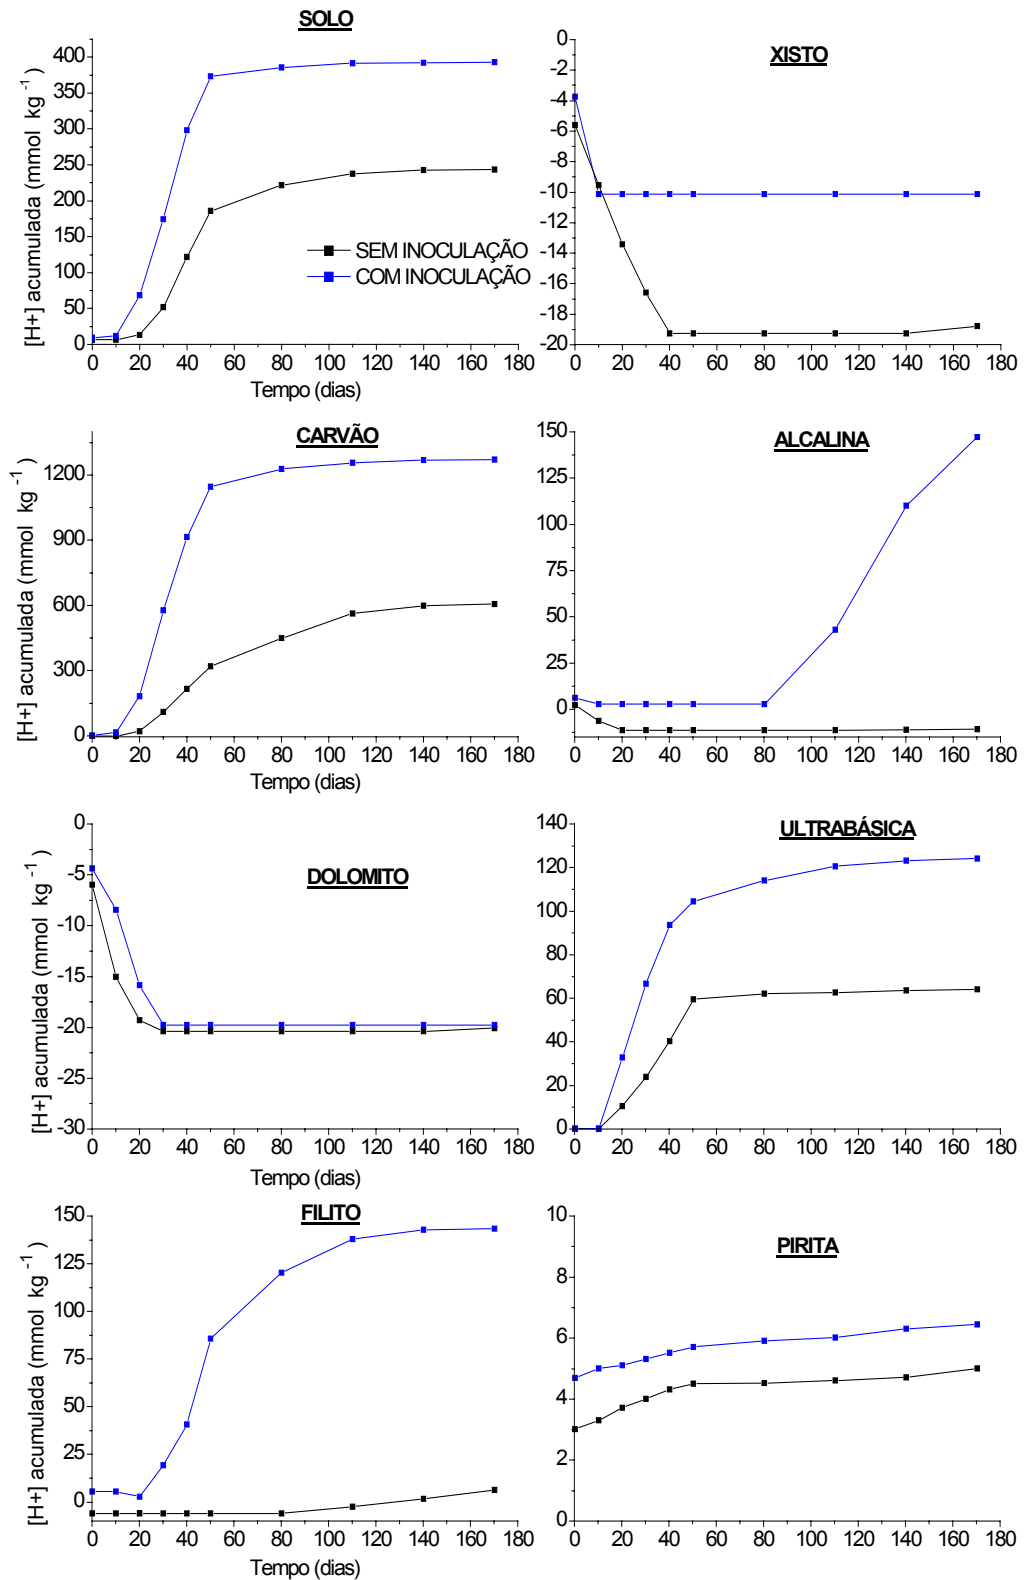 SOLO
[H+] acumulada (mmol kg -1 )
400
350
300
250
200
150
100
50
0
0 20 40 60 80 100 120 140 160 180
Tempo (dias)
SEM INOCULAÇÃO
COM INOCULAÇÃO
XISTO
0
-2
-4
-6
-8
-10
-12
-14
-16
-18
-20
0 20 40 60 80 100 120 140 160 180
CARVÃO
[H+] acumulada (mmol kg -1 )
1200
900
600
300
0
0 20 40 60 80 100 120 140 160 180
Tempo (dias)
ALCALINA
150
125
100
75
50
25
0
0 20 40 60 80 100 120 140 160 180
DOLOMITO
[H+] acumulada (mmol kg -1 )
0
-5
-10
-15
-20
-25
-30
0 20 40 60 80 100 120 140 160 180
Tempo (dias)
ULTRABÁSICA
140
120
100
80
60
40
20
0
0 20 40 60 80 100 120 140 160 180
FILITO
[H+] acumulada (mmol kg -1 )
150
125
100
75
50
25
0
0 20 40 60 80 100 120 140 160 180
Tempo (dias)
PIRITA
10
8
6
4
2
0
0 20 40 60 80 100 120 140 160 180